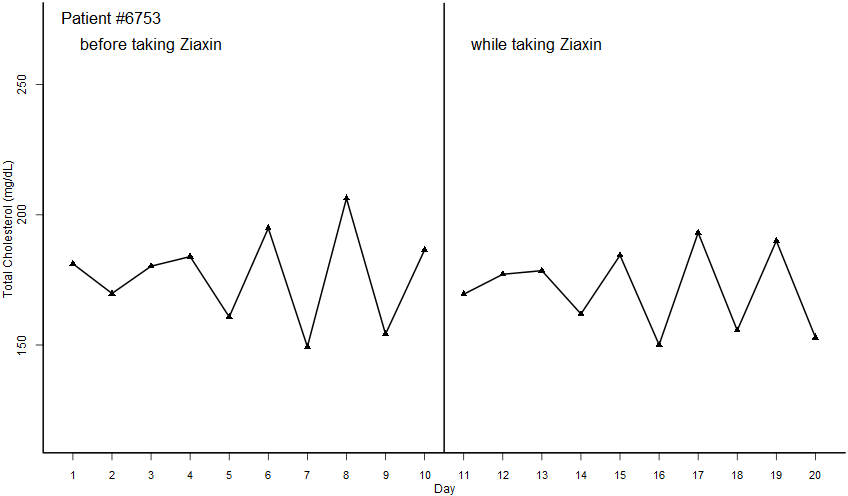 Patient #6753
before taking Ziaxin
while taking Ziaxin
250
200
150
Total Cholesterol (mg/dL)
1 2 3 4 5 6 7 8 9 10 11 12 13 14 15 16 17 18 19 20
Day